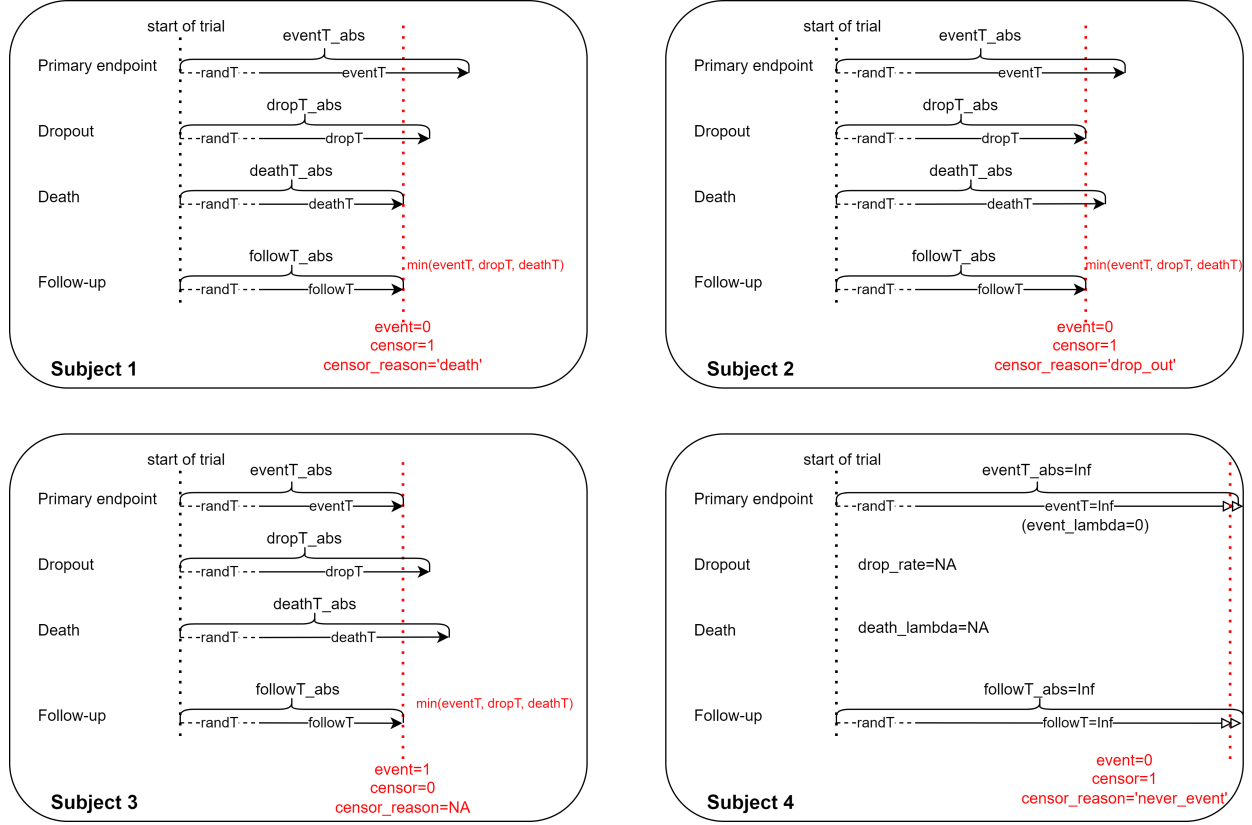 start of trial
eventT_abs
Primary endpoint
randT
eventT
dropT_abs
Dropout
randT
dropT
deathT_abs
Death
randT
deathT
followT_abs
min(eventT, dropT, deathT)
Follow-up
randT
followT
event=0
censor=1
censor_reason='death'
Subject 1
start of trial
eventT_abs
Primary endpoint
randT
eventT
dropT_abs
Dropout
randT
dropT
deathT_abs
Death
randT
deathT
followT_abs
min(eventT, dropT, deathT)
Follow-up
randT
followT
event=0
censor=1
censor_reason='drop_out'
Subject 2
start of trial
eventT_abs
Primary endpoint
randT
eventT
dropT_abs
Dropout
randT
dropT
deathT_abs
Death
randT
deathT
followT_abs
min(eventT, dropT, deathT)
Follow-up
randT
followT
event=1
censor=0
censor_reason=NA
Subject 3
start of trial
eventT_abs=Inf
Primary endpoint
randT
eventT=Inf
(event_lambda=0)
Dropout
drop_rate=NA
Death
death_lambda=NA
followT_abs=Inf
Follow-up
randT
followT=Inf
event=0
censor=1
censor_reason='never_event'
Subject 4